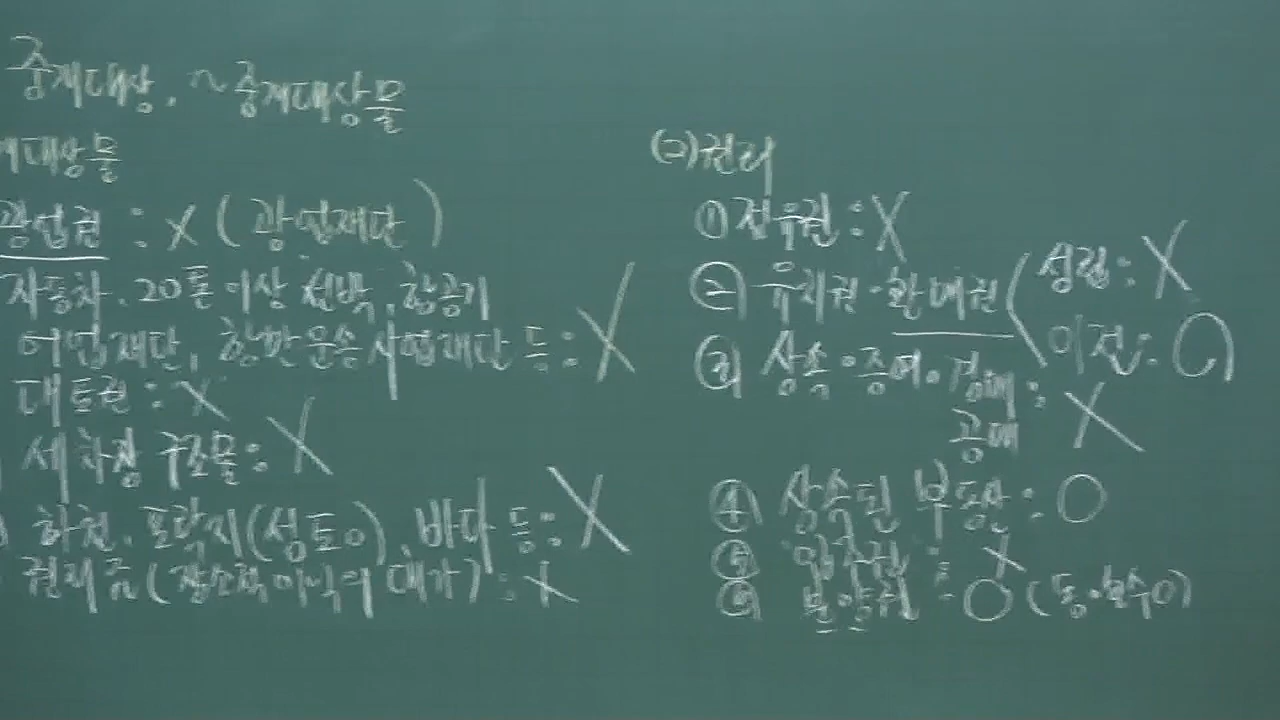 중개대상. ~ 중개대상물
개대상물
광업권 : X (광업재단)
자동차. 20톤 이상 선박. 항공기
어업재단, 항만운송사업재단 등 : X
대토권 : X
세차장 구조물 : X
하천. 포락지(성토 O), 바다 등 : X
권리금(장소적 이익의 대가) : X
(二)권리
① 점유권 : X
② 유치권·환매권 ( 성립 : X
이전 : O
③ 상속·증여·경매 : X
공매
④ 상속된 부동산 : O
⑤ 입주권 : X
⑥ 분양권 : O (동·호수 O)